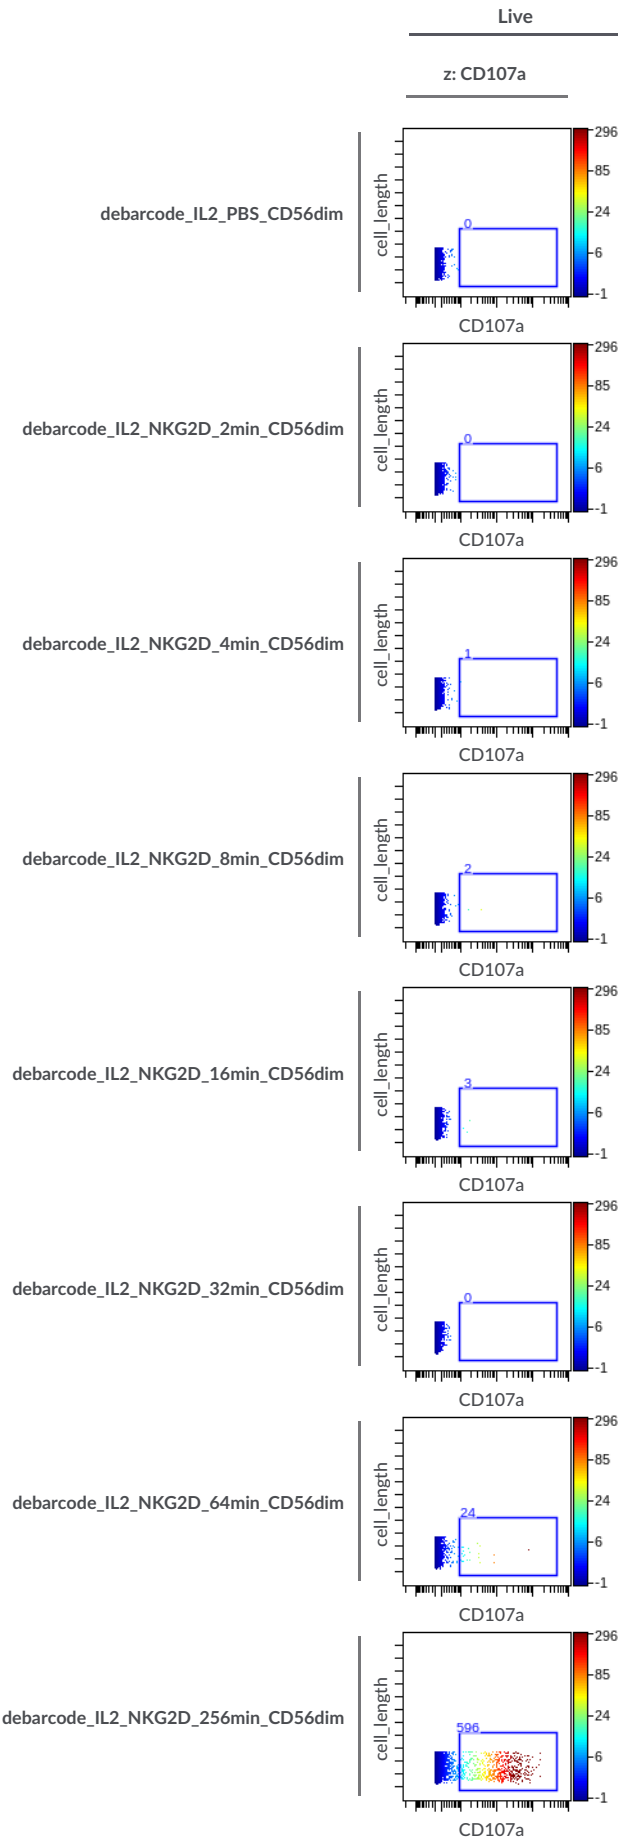 Live
z: CD107a
debarcode_IL2_PBS_CD56dim
cell_length
0
296
85
24
6
-1
CD107a
debarcode_IL2_NKG2D_2min_CD56dim
cell_length
0
296
85
24
6
-1
CD107a
debarcode_IL2_NKG2D_4min_CD56dim
cell_length
1
296
85
24
6
-1
CD107a
debarcode_IL2_NKG2D_8min_CD56dim
cell_length
2
296
85
24
6
-1
CD107a
debarcode_IL2_NKG2D_16min_CD56dim
cell_length
3
296
85
24
6
-1
CD107a
debarcode_IL2_NKG2D_32min_CD56dim
cell_length
0
296
85
24
6
-1
CD107a
debarcode_IL2_NKG2D_64min_CD56dim
cell_length
24
296
85
24
6
-1
CD107a
debarcode_IL2_NKG2D_256min_CD56dim
cell_length
596
296
85
24
6
-1
CD107a